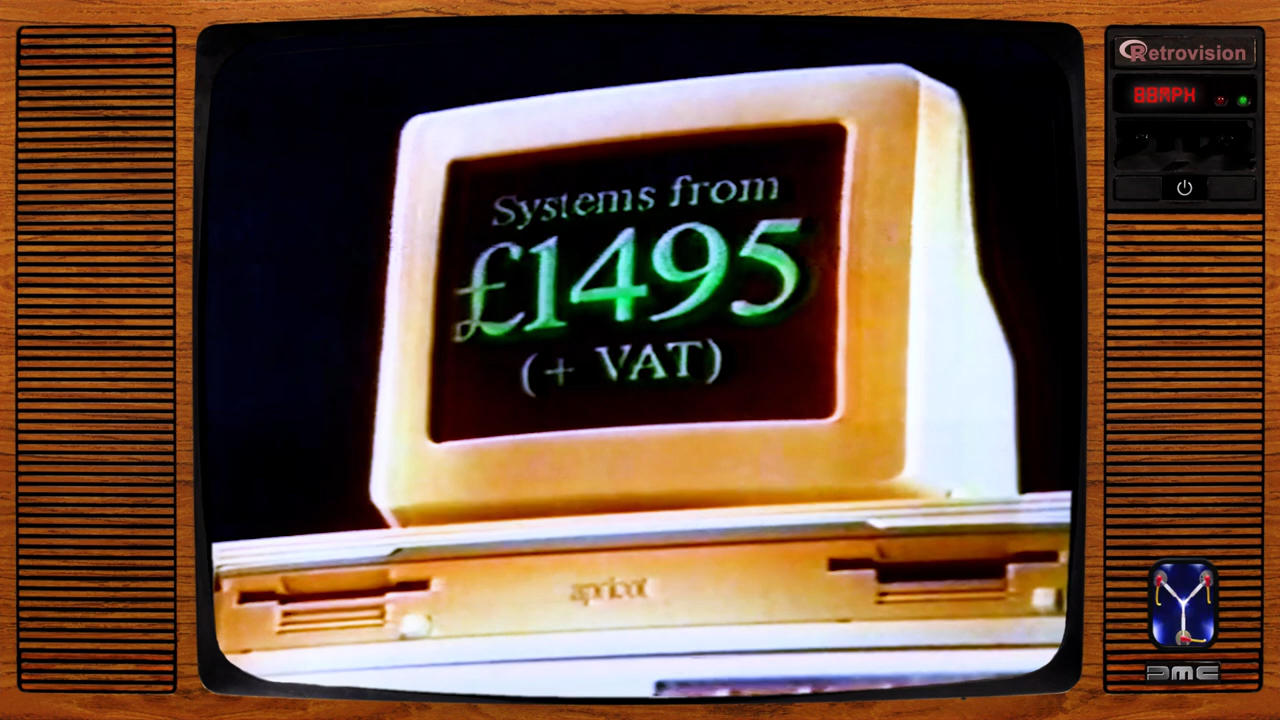 Systems from
£1495
(+ VAT)
apricot
Retrovision
88MPH
DMC